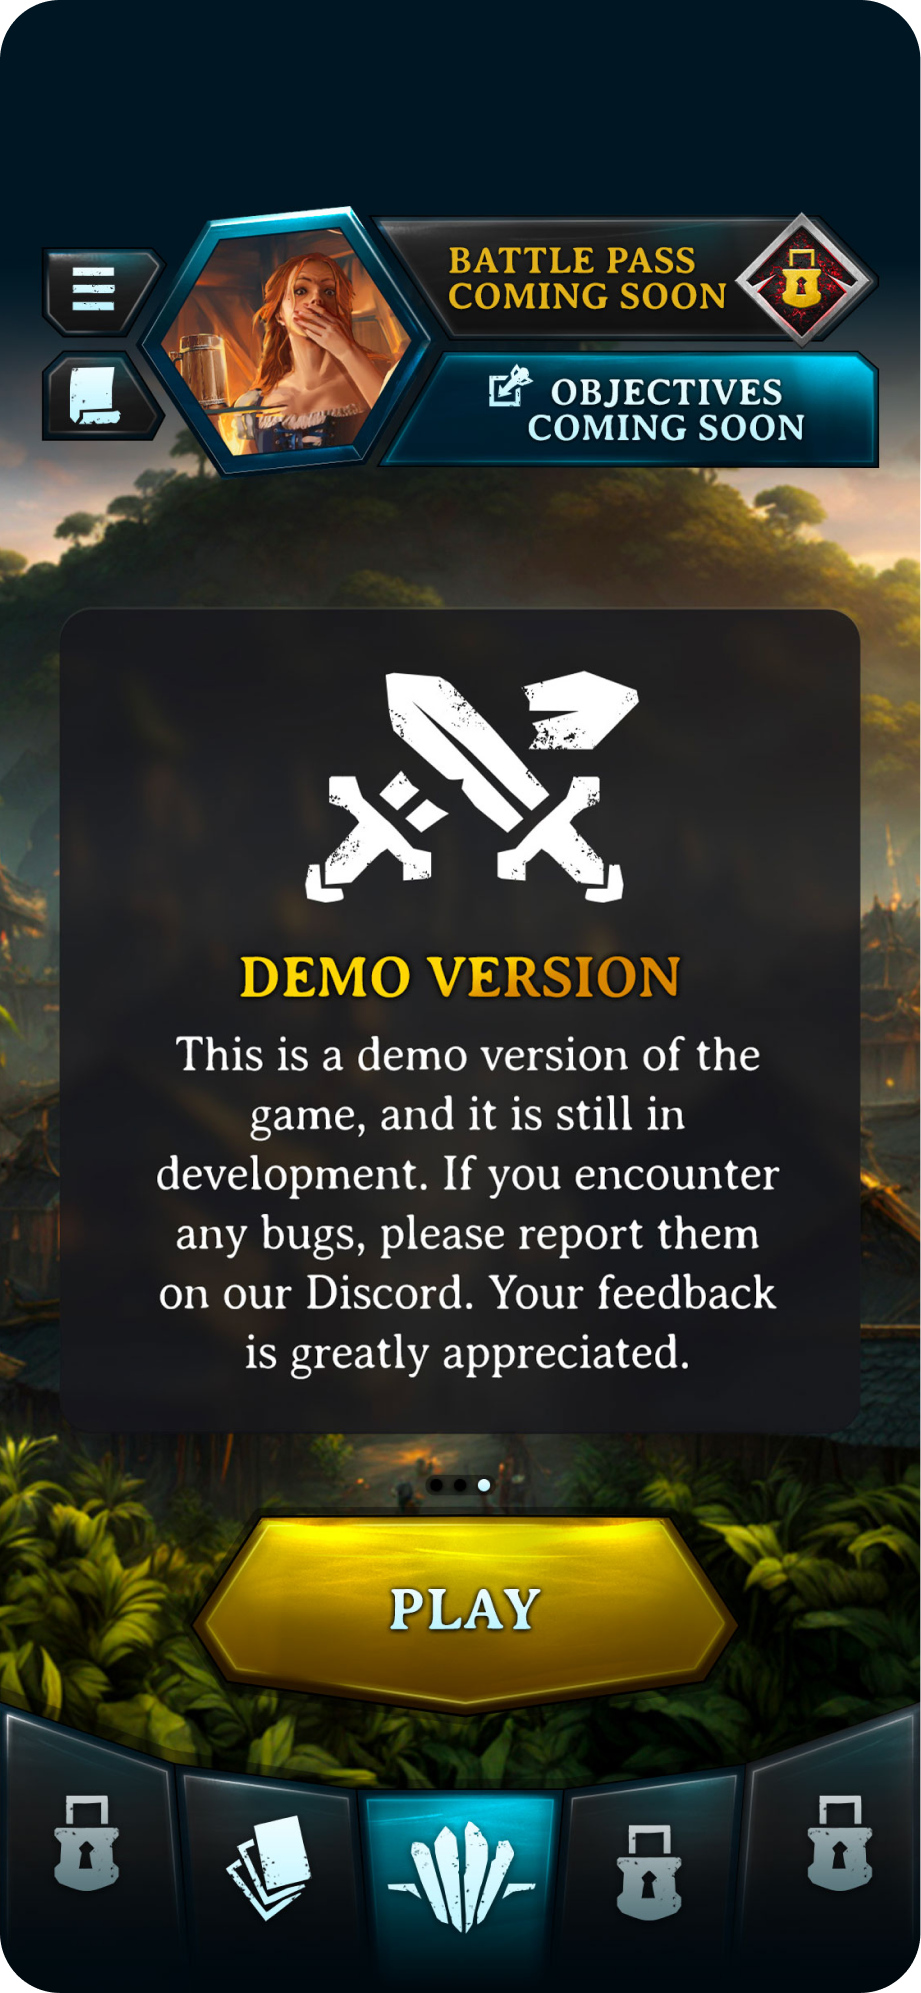 BATTLE PASS
COMING SOON
OBJECTIVES
COMING SOON
DEMO VERSION
This is a demo version of the
game, and it is still in
development. If you encounter
any bugs, please report them
on our Discord. Your feedback
is greatly appreciated.
PLAY